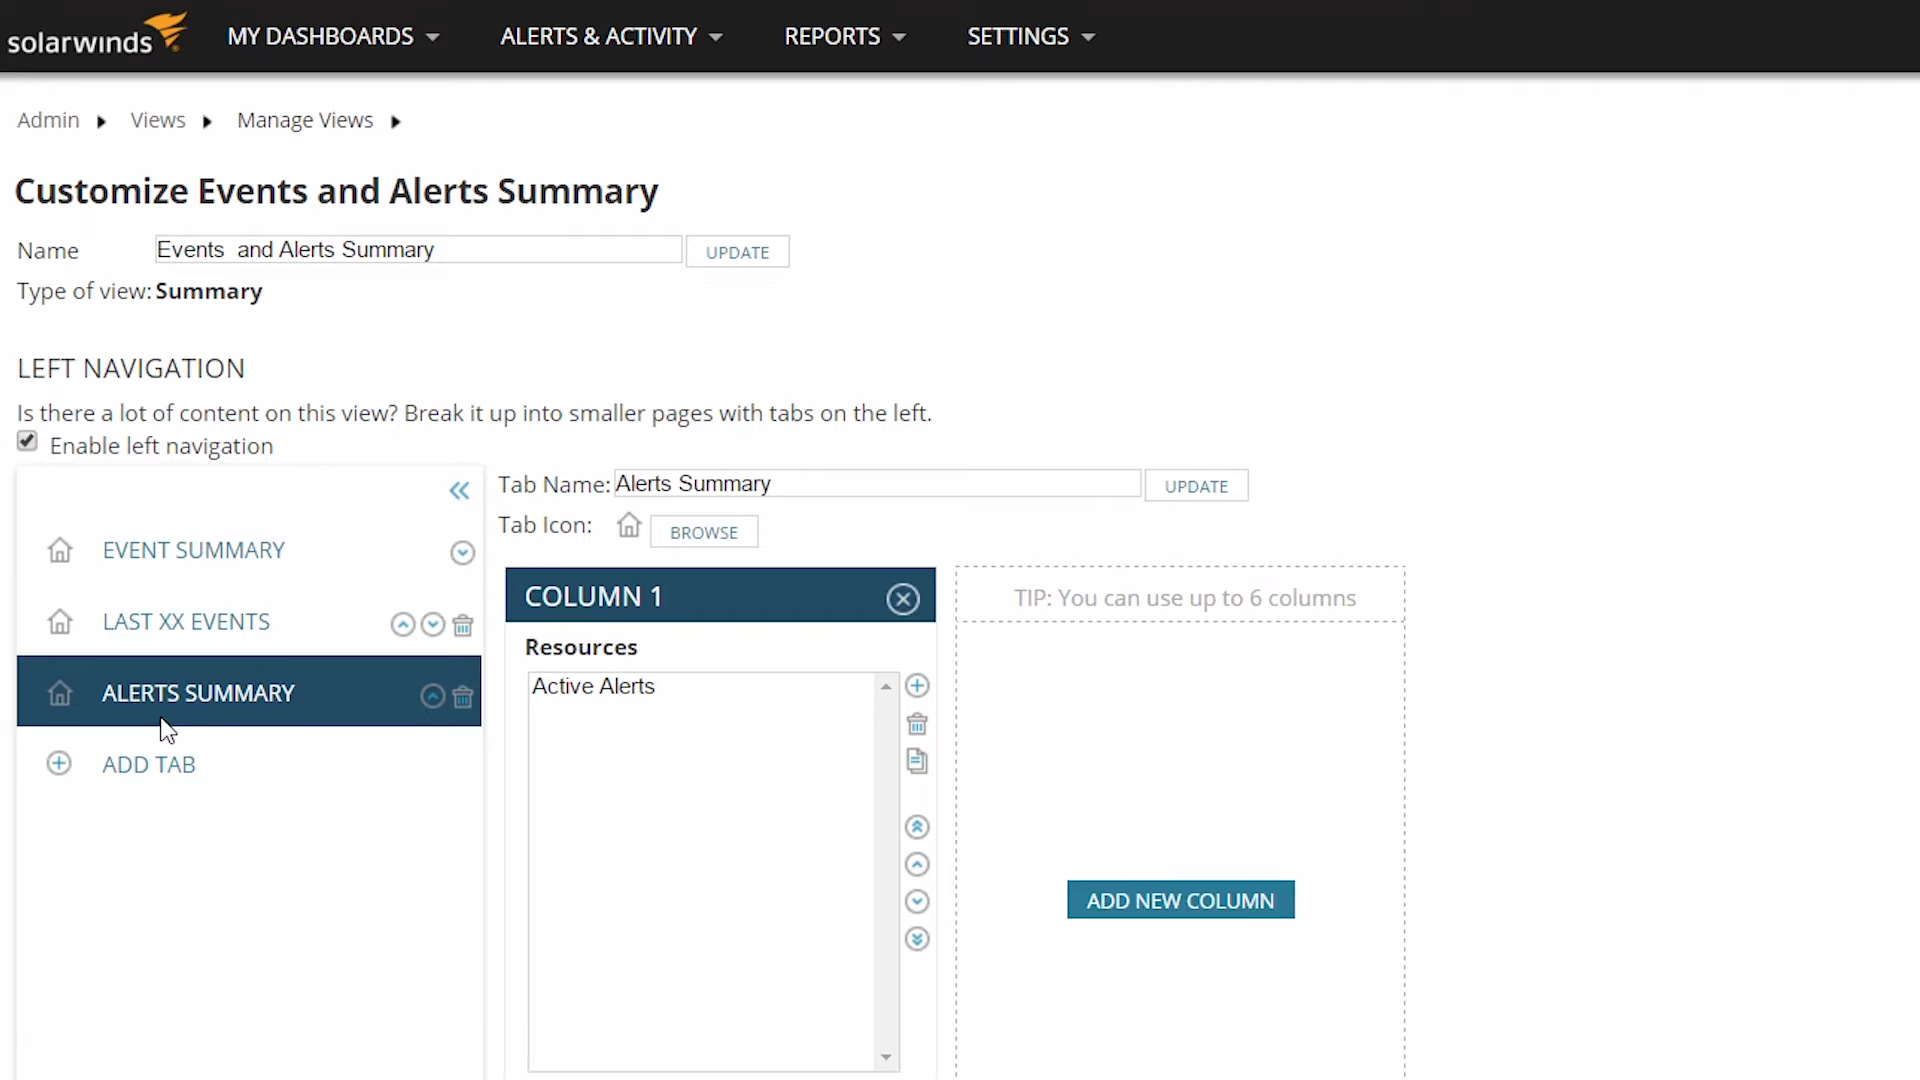 solarwinds MY DASHBOARDS ALERTS & ACTIVITY REPORTS SETTINGS
Admin Views Manage Views
Customize Events and Alerts Summary
Name Events  and Alerts Summary UPDATE
Type of view: Summary
LEFT NAVIGATION
Is there a lot of content on this view? Break it up into smaller pages with tabs on the left.
Enable left navigation
Tab Name: Alerts Summary UPDATE
Tab Icon: BROWSE
EVENT SUMMARY
LAST XX EVENTS
ALERTS SUMMARY
ADD TAB
COLUMN 1
Resources
Active Alerts
TIP: You can use up to 6 columns
ADD NEW COLUMN